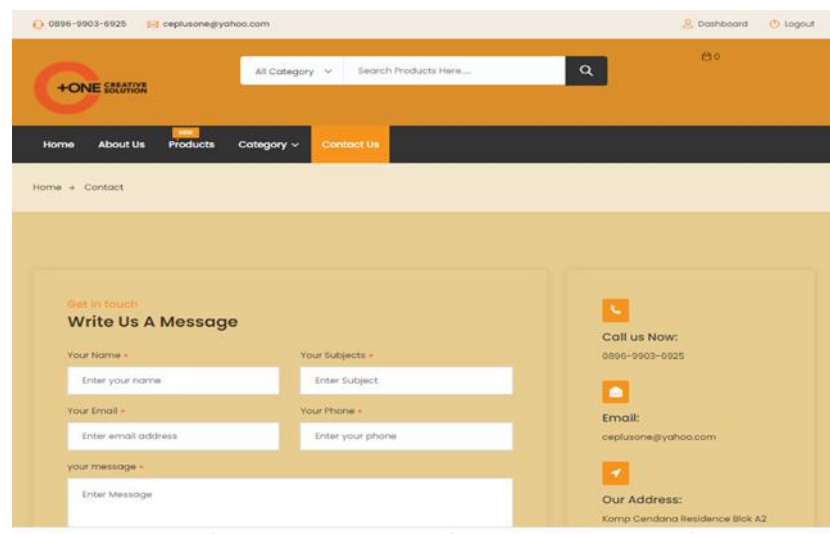 0896-9903-6925 ceplusone@yahoo.com Dashboard Logout
All Category Search Products Here.... 0
+ONE CREATIVE SOLUTION
NEW
Home About Us Products Category Contact Us
Home → Contact
Get in touch
Write Us A Message
Your Name *
Your Subjects *
Enter your name
Enter Subject
Your Email *
Your Phone *
Enter email address
Enter your phone
your message *
Enter Message
Call us Now:
0896-9903-6925
Email:
ceplusone@yahoo.com
Our Address:
Komp Cendana Residence Blok A2